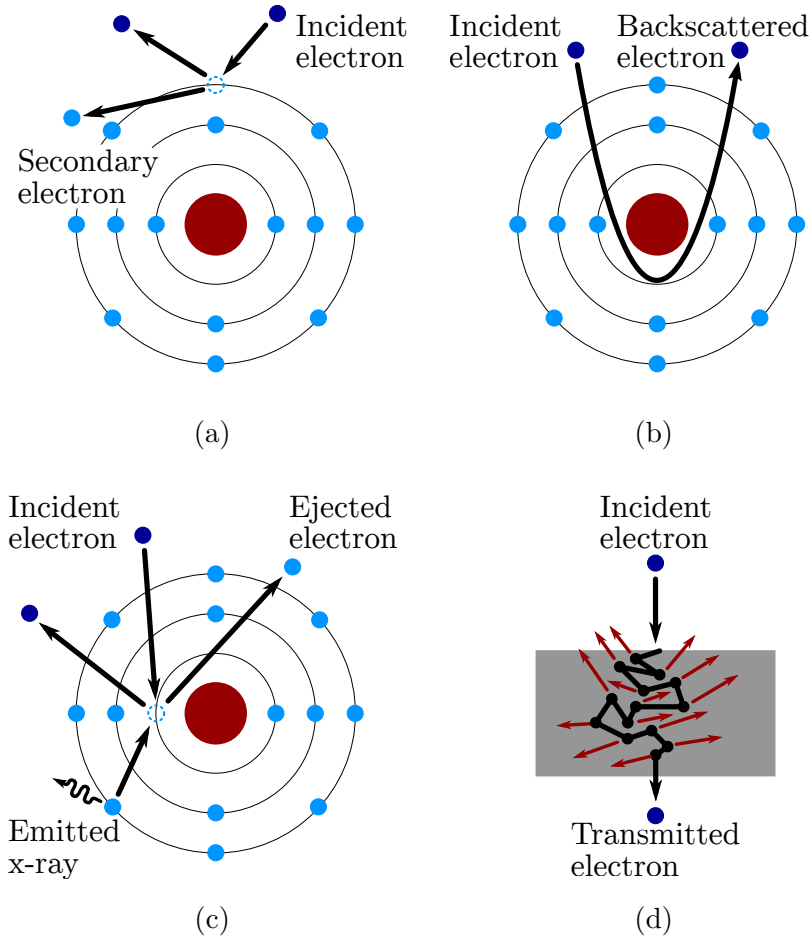 Incident
electron
Secondary
electron
(a)
Incident
electron
Backscattered
electron
(b)
Incident
electron
Ejected
electron
Emitted
x-ray
(c)
Incident
electron
Transmitted
electron
(d)